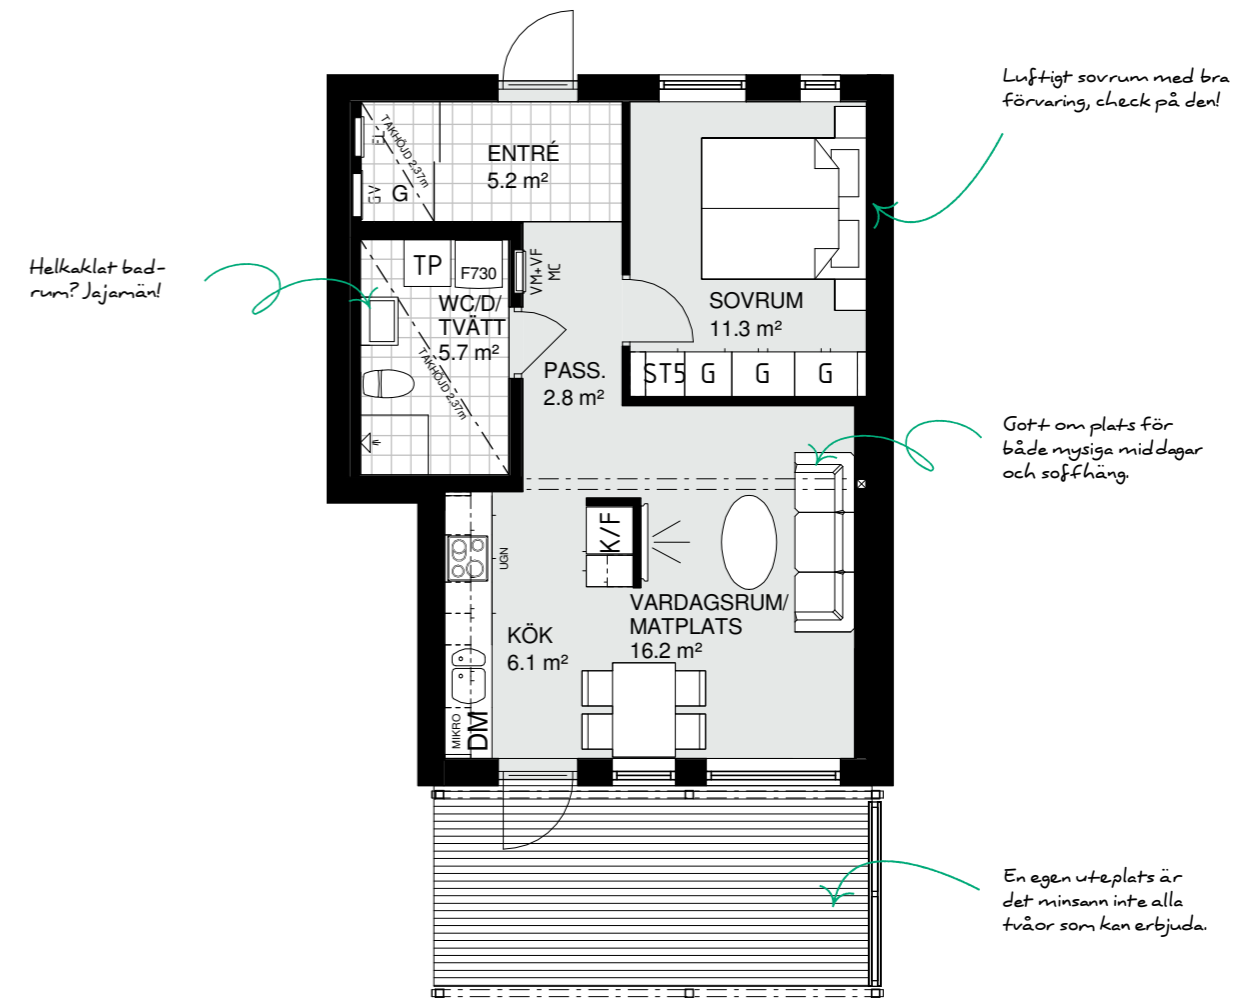 Luftigt sovrum med bra
förvaring, check på den!
TAKHÖJD 2.37m
EL
GV
G
ENTRÉ
5.2 m²
Helkaklat bad-
rum? Jajamän!
TP
F730
VM+VF
MC
WC/D/
TVÄTT
5.7 m²
TAKHÖJD 2.37m
SOVRUM
11.3 m²
PASS.
2.8 m²
ST5
G
G
G
Gott om plats för
både mysiga middagar
och soffhäng.
K/F
UGN
VARDAGSRUM/
MATPLATS
16.2 m²
KÖK
6.1 m²
MIKRO
DM
En egen uteplats är
det minsann inte alla
tvåor som kan erbjuda.